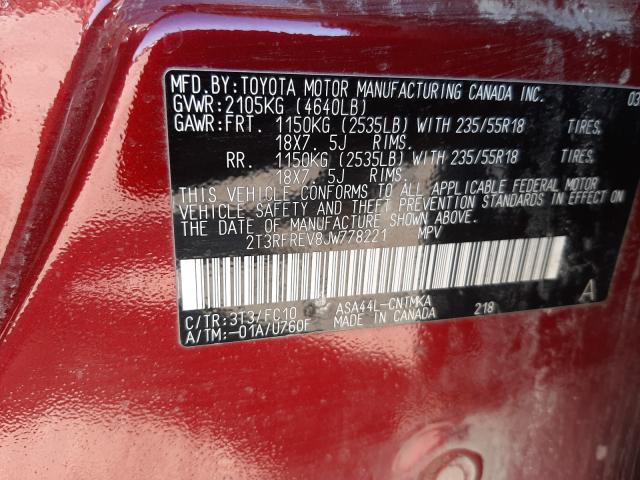 MFD. BY: TOYOTA MOTOR MANUFACTURING CANADA INC. 03
GVWR: 2105KG (4640LB)
GAWR: FRT. 1150KG (2535LB) WITH 235/55R18 TIRES,
18X7. 5J RIMS.
RR. 1150KG (2535LB) WITH 235/55R18 TIRES,
18X7. 5J RIMS.
THIS VEHICLE CONFORMS TO ALL APPLICABLE FEDERAL MOTOR
VEHICLE SAFETY AND THEFT PREVENTION STANDARDS IN EFFECT ON
THE DATE OF MANUFACTURE SHOWN ABOVE.
2T3RFREV8JW778221 MPV
C/TR: 3T3/FC10 ASA44L-CNTMKA 218 A
A/TM: -01A/U760F MADE IN CANADA